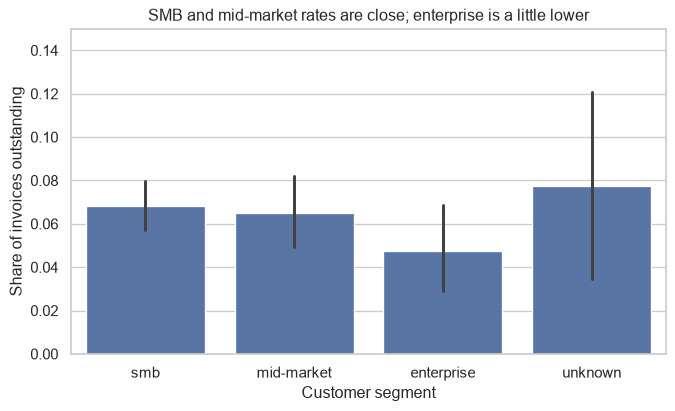 SMB and mid-market rates are close; enterprise is a little lower
Share of invoices outstanding
0.14
0.12
0.10
0.08
0.06
0.04
0.02
0.00
smb
mid-market
enterprise
unknown
Customer segment